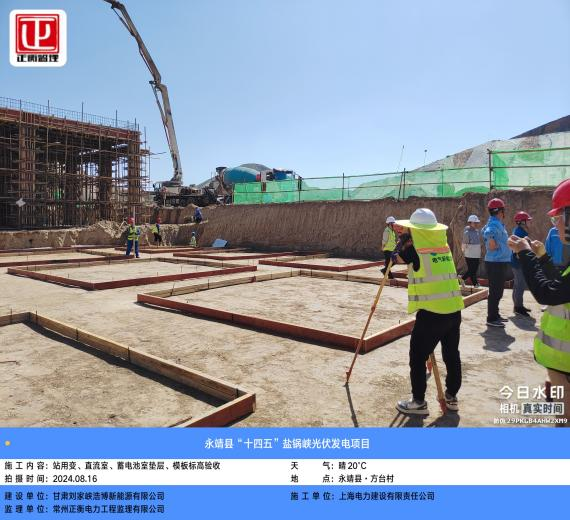 正衡管理
今日水印
相机 真实时间
永靖县“十四五”盐锅峡光伏发电项目
施工内容：站用变、直流室、蓄电池室垫层、模板标高验收
天 气：晴20℃
拍摄时间：2024.08.16
地 点：永靖县·方台村
建设单位：甘肃刘家峡浩博新能源有限公司
施工单位：上海电力建设有限责任公司
监理单位：常州正衡电力工程监理有限公司